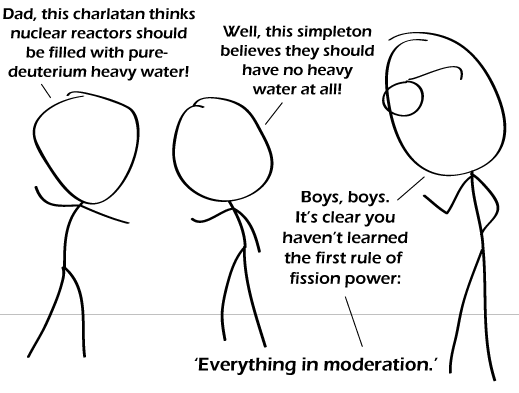 Dad, this charlatan thinks
nuclear reactors should
be filled with pure-
deuterium heavy water!
Well, this simpleton
believes they should
have no heavy
water at all!
Boys, boys.
It's clear you
haven't learned
the first rule of
fission power:
'Everything in moderation.'